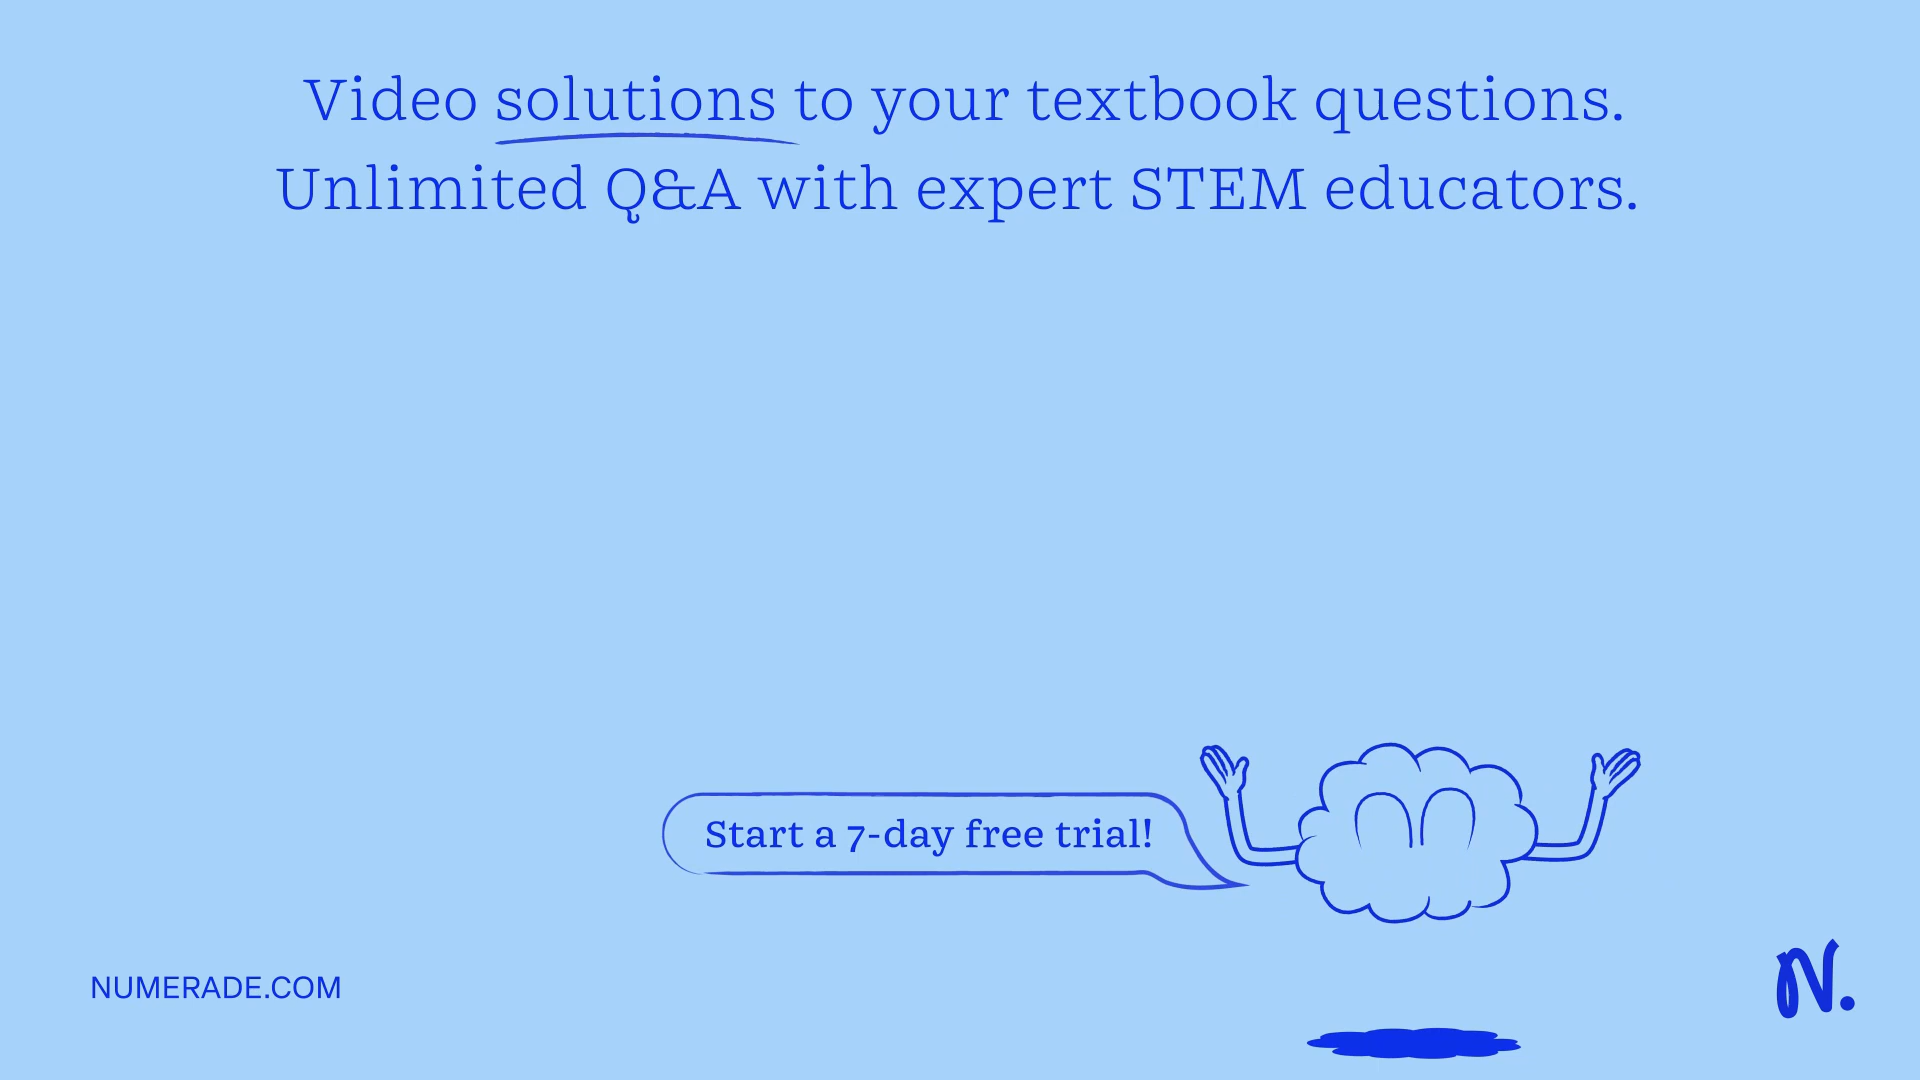 Video solutions to your textbook questions.
Unlimited Q&A with expert STEM educators.
Start a 7-day free trial!
NUMERADE.COM
N.